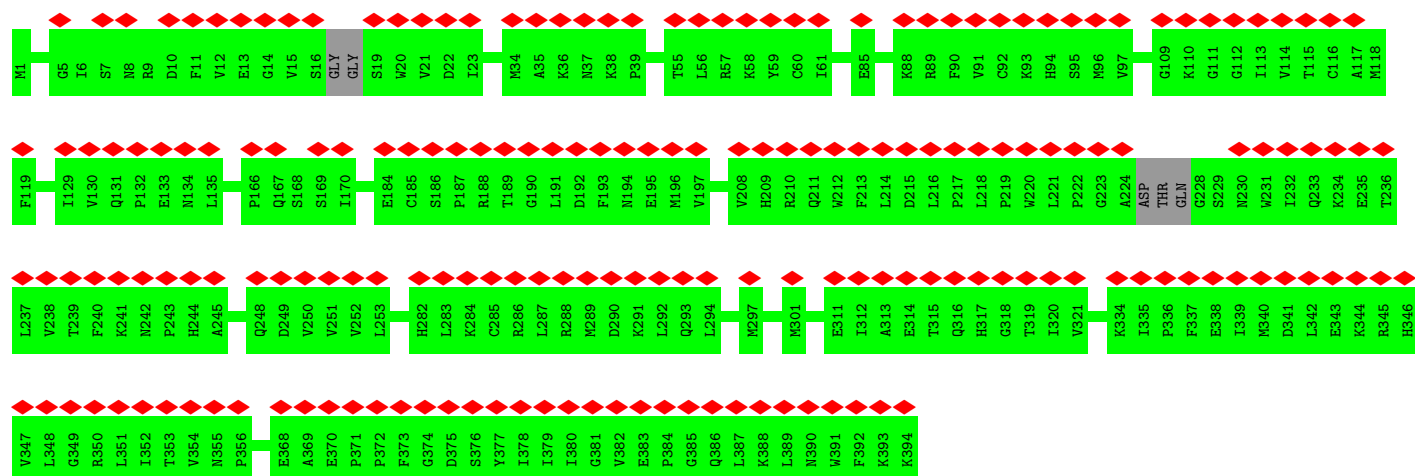 M1 G5 I6 S7 N8 R9 D10 F11 V12 E13 G14 V15 S16 GLY GLY S19 W20 V21 D22 I23 M34 A35 K36 N37 K38 P39 T55 L56 R57 K58 Y59 C60 I61 E85 K88 R89 F90 V91 C92 K93 H94 S95 M96 V97 G109 K110 G111 G112 I113 V114 T115 C116 A117 M118
F119 I129 V130 Q131 P132 E133 N134 L135 P166 Q167 S168 S169 I170 E184 C185 S186 P187 R188 T189 G190 L191 D192 F193 N194 E195 M196 V197 V208 H209 R210 Q211 W212 F213 L214 D215 L216 P217 L218 P219 W220 L221 P222 G223 A224 ASP THR GLN G228 S229 N230 W231 I232 Q233 K234 E235 T236
L237 V238 T239 F240 K241 N242 P243 H244 A245 Q248 D249 V250 V251 V252 L253 H282 L283 K284 C285 R286 L287 R288 M289 D290 K291 L292 Q293 L294 M297 M301 E311 I312 A313 E314 T315 Q316 H317 G318 T319 I320 V321 K334 I335 P336 F337 E338 I339 M340 D341 L342 E343 K344 R345 H346
V347 L348 G349 R350 L351 I352 T353 V354 N355 P356 E368 A369 E370 P371 P372 F373 G374 D375 S376 Y377 I378 I379 I380 G381 V382 E383 P384 G385 Q386 L387 K388 L389 N390 W391 F392 K393 K394